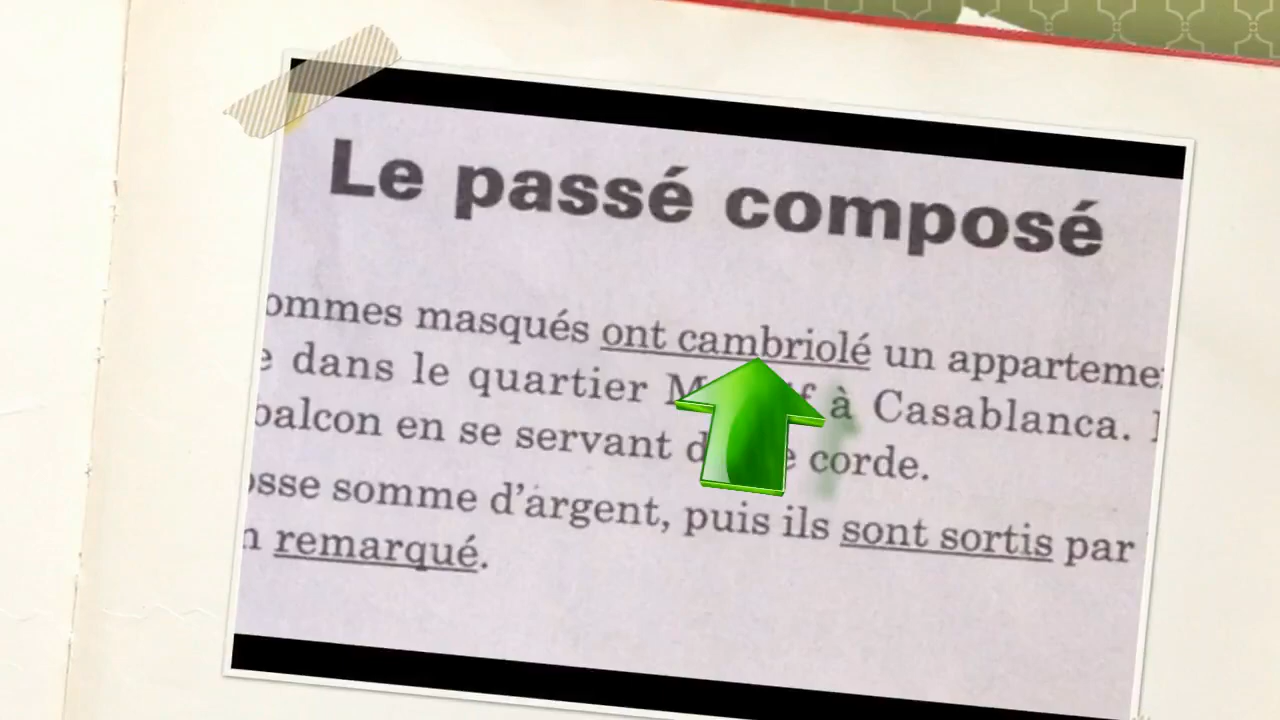 Le passé composé
ommes masqués ont cambriolé un apparteme
e dans le quartier à Casablanca.
balcon en se servant corde.
osse somme d'argent, puis ils sont sortis par
n remarqué.